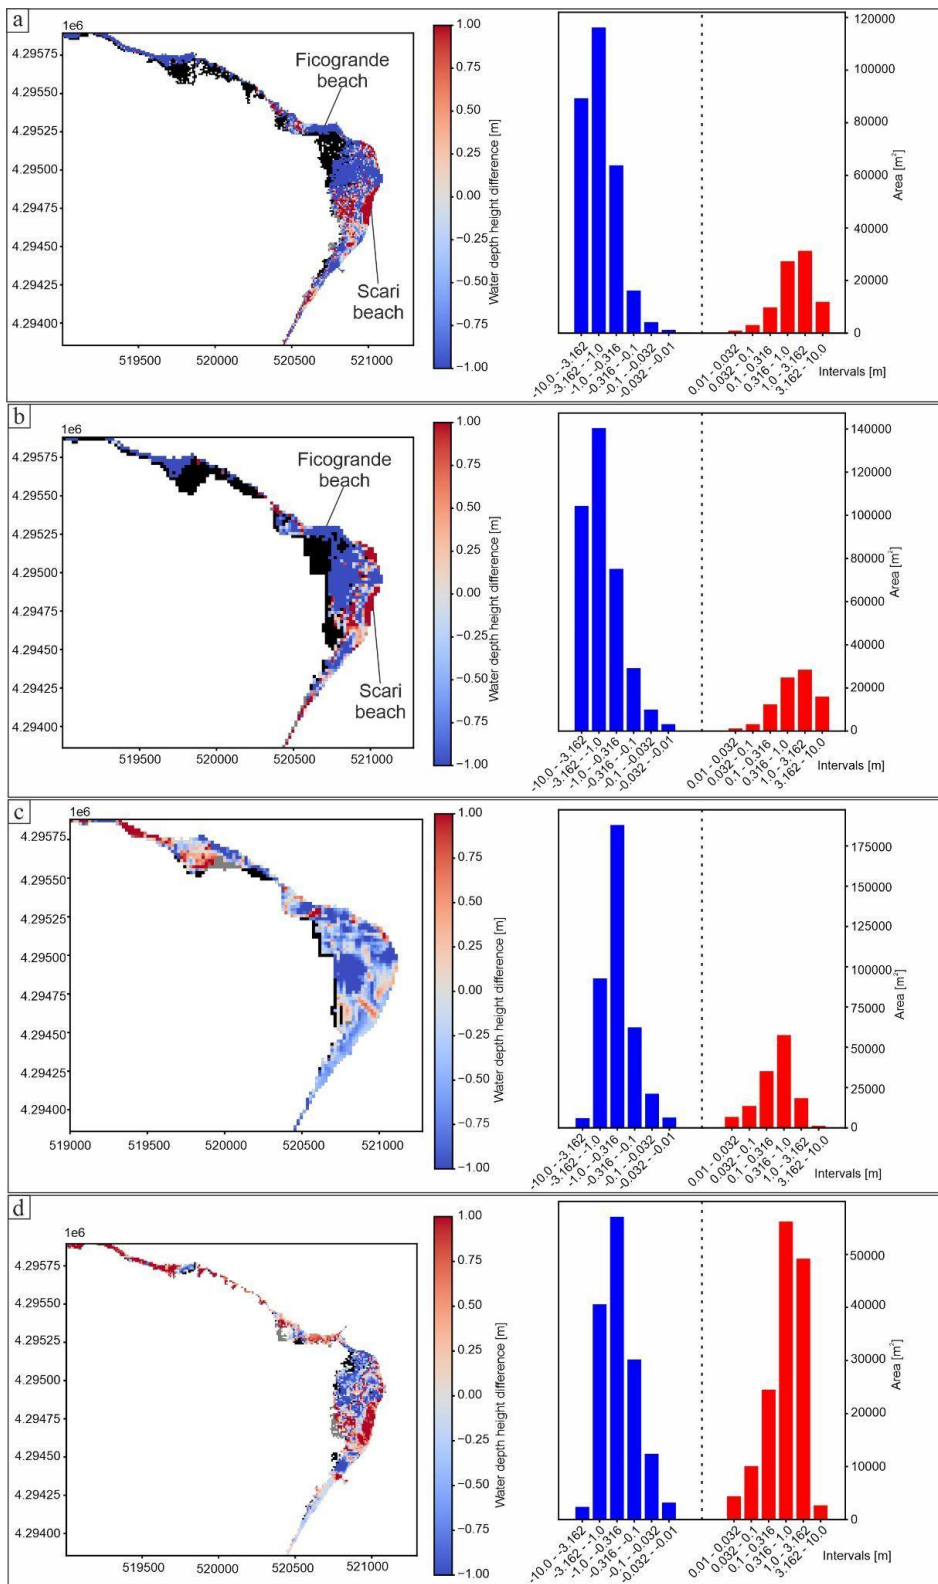 a
1e6
4.29575
4.29550
4.29525
4.29500
4.29475
4.29450
4.29425
4.29400
519500
520000
520500
521000
Ficogrande
beach
Scari
beach
1.00
0.75
0.50
0.25
0.00
−0.25
−0.50
−0.75
−1.00
Water depth height difference [m]
120000
100000
80000
60000
40000
20000
0
Area [m²]
-10.0 - -3.162
-3.162 - -1.0
-1.0 - -0.316
-0.316 - -0.1
-0.1 - -0.032
-0.032 - -0.01
0.01 - 0.032
0.032 - 0.1
0.1 - 0.316
0.316 - 1.0
1.0 - 3.162
3.162 - 10.0
Intervals [m]
b
1e6
4.29575
4.29550
4.29525
4.29500
4.29475
4.29450
4.29425
4.29400
519500
520000
520500
521000
Ficogrande
beach
Scari
beach
1.00
0.75
0.50
0.25
0.00
−0.25
−0.50
−0.75
−1.00
Water depth height difference [m]
140000
120000
100000
80000
60000
40000
20000
0
Area [m²]
-10.0 - -3.162
-3.162 - -1.0
-1.0 - -0.316
-0.316 - -0.1
-0.1 - -0.032
-0.032 - -0.01
0.01 - 0.032
0.032 - 0.1
0.1 - 0.316
0.316 - 1.0
1.0 - 3.162
3.162 - 10.0
Intervals [m]
c
1e6
4.29575
4.29550
4.29525
4.29500
4.29475
4.29450
4.29425
4.29400
519000
519500
520000
520500
521000
1.00
0.75
0.50
0.25
0.00
−0.25
−0.50
−0.75
−1.00
Water depth height difference [m]
175000
150000
125000
100000
75000
50000
25000
0
Area [m²]
-10.0 - -3.162
-3.162 - -1.0
-1.0 - -0.316
-0.316 - -0.1
-0.1 - -0.032
-0.032 - -0.01
0.01 - 0.032
0.032 - 0.1
0.1 - 0.316
0.316 - 1.0
1.0 - 3.162
3.162 - 10.0
Intervals [m]
d
1e6
4.29575
4.29550
4.29525
4.29500
4.29475
4.29450
4.29425
4.29400
519500
520000
520500
521000
1.00
0.75
0.50
0.25
0.00
−0.25
−0.50
−0.75
−1.00
Water depth height difference [m]
50000
40000
30000
20000
10000
0
Area [m²]
-10.0 - -3.162
-3.162 - -1.0
-1.0 - -0.316
-0.316 - -0.1
-0.1 - -0.032
-0.032 - -0.01
0.01 - 0.032
0.032 - 0.1
0.1 - 0.316
0.316 - 1.0
1.0 - 3.162
3.162 - 10.0
Intervals [m]